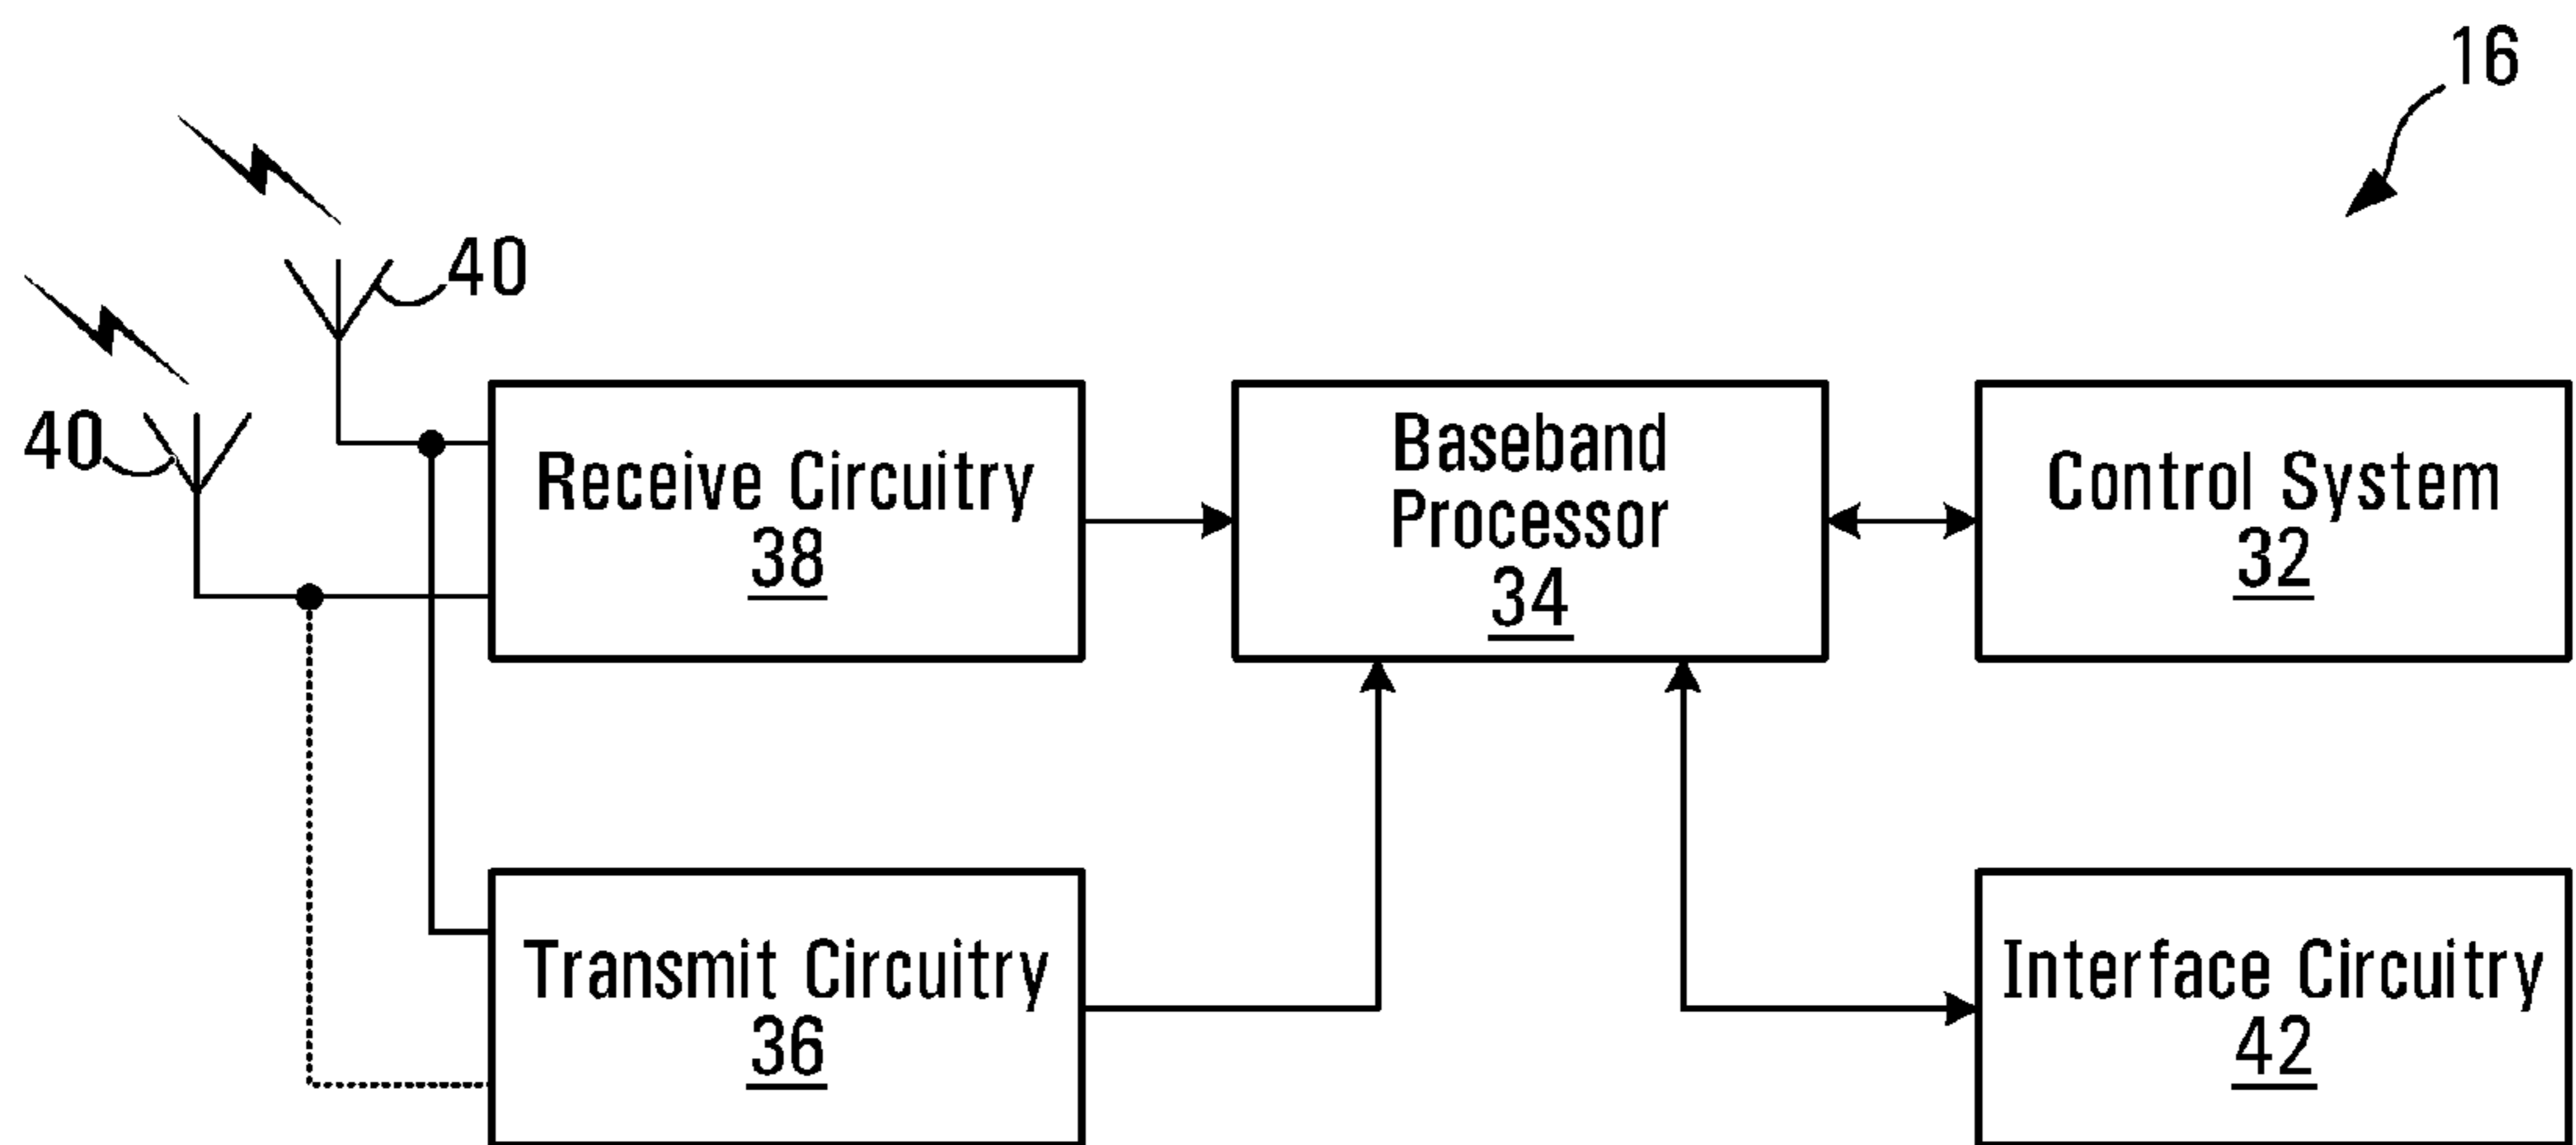 16
40
40
Receive Circuitry
38
Baseband
Processor
34
Control System
32
Transmit Circuitry
36
Interface Circuitry
42